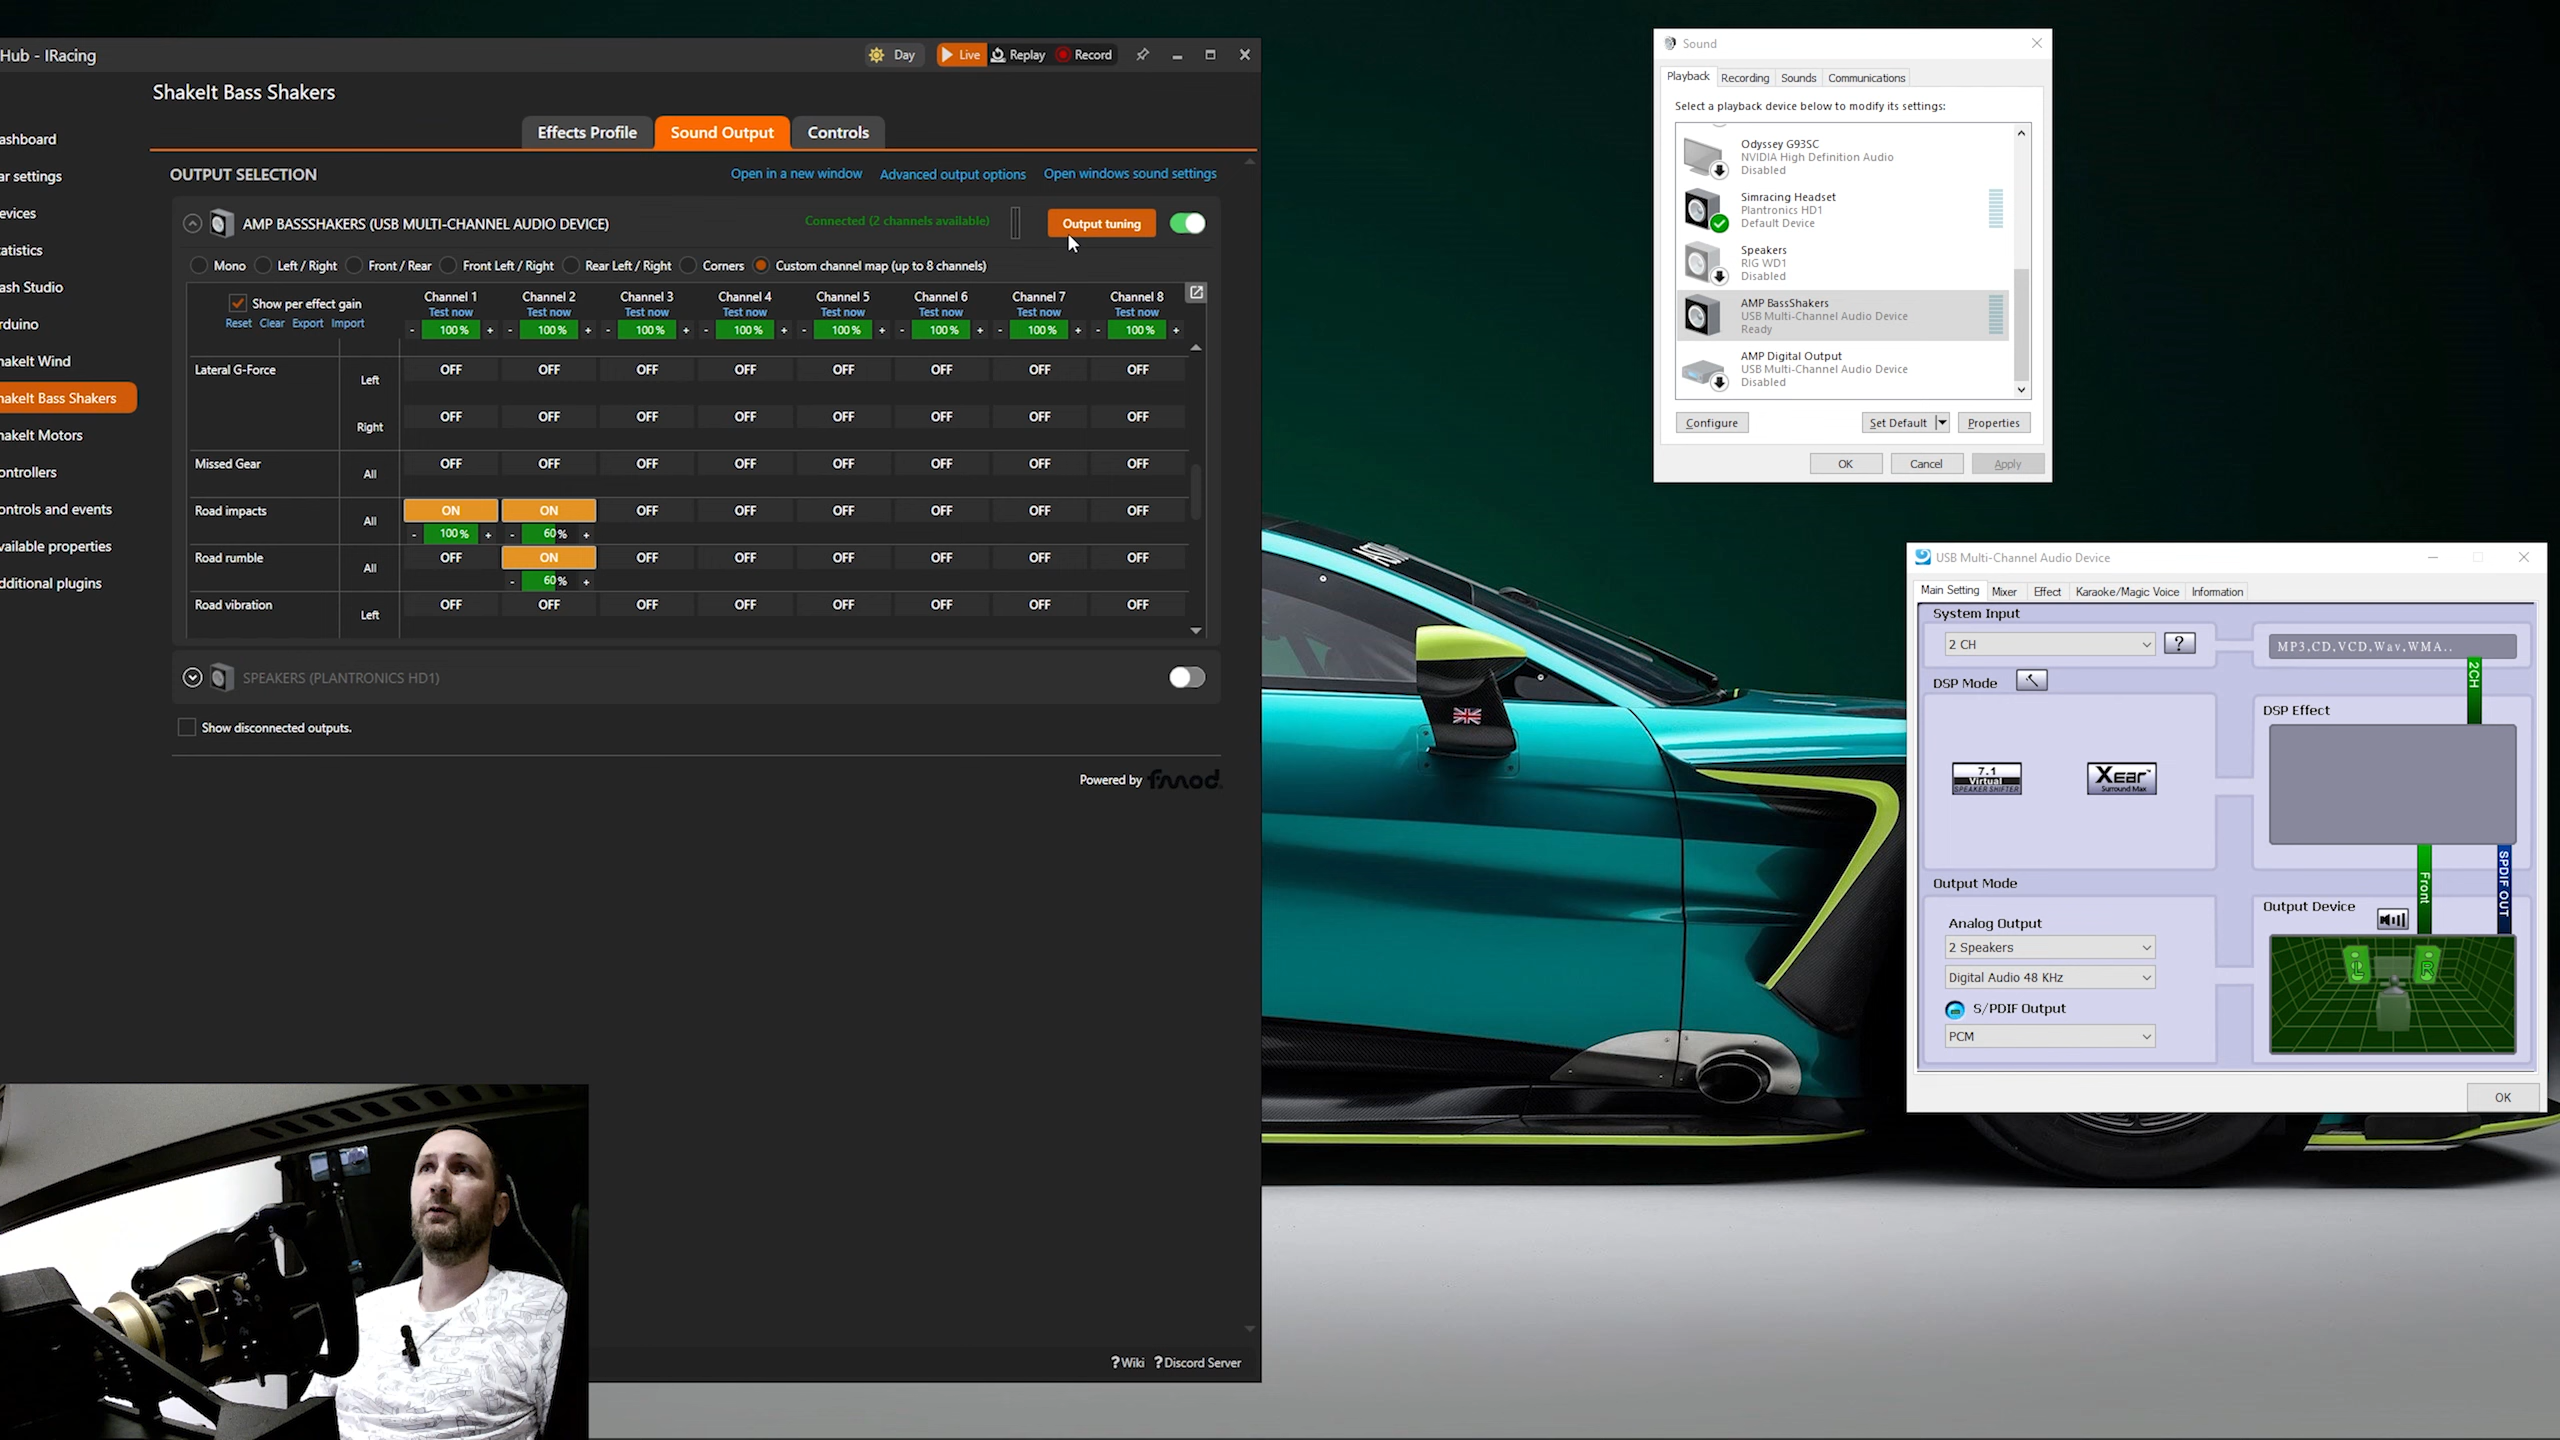 Hub - IRacing
Day
Live
Replay
Record
ShakeIt Bass Shakers
Effects Profile
Sound Output
Controls
ashboard
ar settings
evices
atistics
ash Studio
rduino
hakeIt Wind
hakeIt Bass Shakers
hakeIt Motors
ontrollers
ontrols and events
vailable properties
dditional plugins
OUTPUT SELECTION
Open in a new window
Advanced output options
Open windows sound settings
AMP BASSSHAKERS (USB MULTI-CHANNEL AUDIO DEVICE)
Connected (2 channels available)
Output tuning
Mono
Left / Right
Front / Rear
Front Left / Right
Rear Left / Right
Corners
Custom channel map (up to 8 channels)
Show per effect gain
Reset Clear Export Import
Channel 1 Channel 2 Channel 3 Channel 4 Channel 5 Channel 6 Channel 7 Channel 8
Test now Test now Test now Test now Test now Test now Test now Test now
- 100 % + - 100 % + - 100 % + - 100 % + - 100 % + - 100 % + - 100 % + - 100 % +
Lateral G-Force Left OFF OFF OFF OFF OFF OFF OFF OFF
Right OFF OFF OFF OFF OFF OFF OFF OFF
Missed Gear All OFF OFF OFF OFF OFF OFF OFF OFF
Road impacts All ON ON OFF OFF OFF OFF OFF OFF
- 100 % + - 60 % +
Road rumble All OFF ON OFF OFF OFF OFF OFF OFF
- 60 % +
Road vibration Left OFF OFF OFF OFF OFF OFF OFF OFF
SPEAKERS (PLANTRONICS HD1)
Show disconnected outputs.
Powered by fmod
? Wiki ? Discord Server
Sound
Playback Recording Sounds Communications
Select a playback device below to modify its settings:
Odyssey G93SC
NVIDIA High Definition Audio
Disabled
Simracing Headset
Plantronics HD1
Default Device
Speakers
RIG WD1
Disabled
AMP BassShakers
USB Multi-Channel Audio Device
Ready
AMP Digital Output
USB Multi-Channel Audio Device
Disabled
Configure
Set Default
Properties
OK
Cancel
Apply
USB Multi-Channel Audio Device
Main Setting Mixer Effect Karaoke/Magic Voice Information
System Input
2 CH
?
MP3,CD,VCD,Wav,WMA..
2CH
DSP Mode
DSP Effect
7.1
Virtual
SPEAKER SHIFTER
Xear™
Surround Max
Output Mode
Front
SPDIF OUT
Output Device
Analog Output
2 Speakers
Digital Audio 48 KHz
S/PDIF Output
PCM
L
R
OK